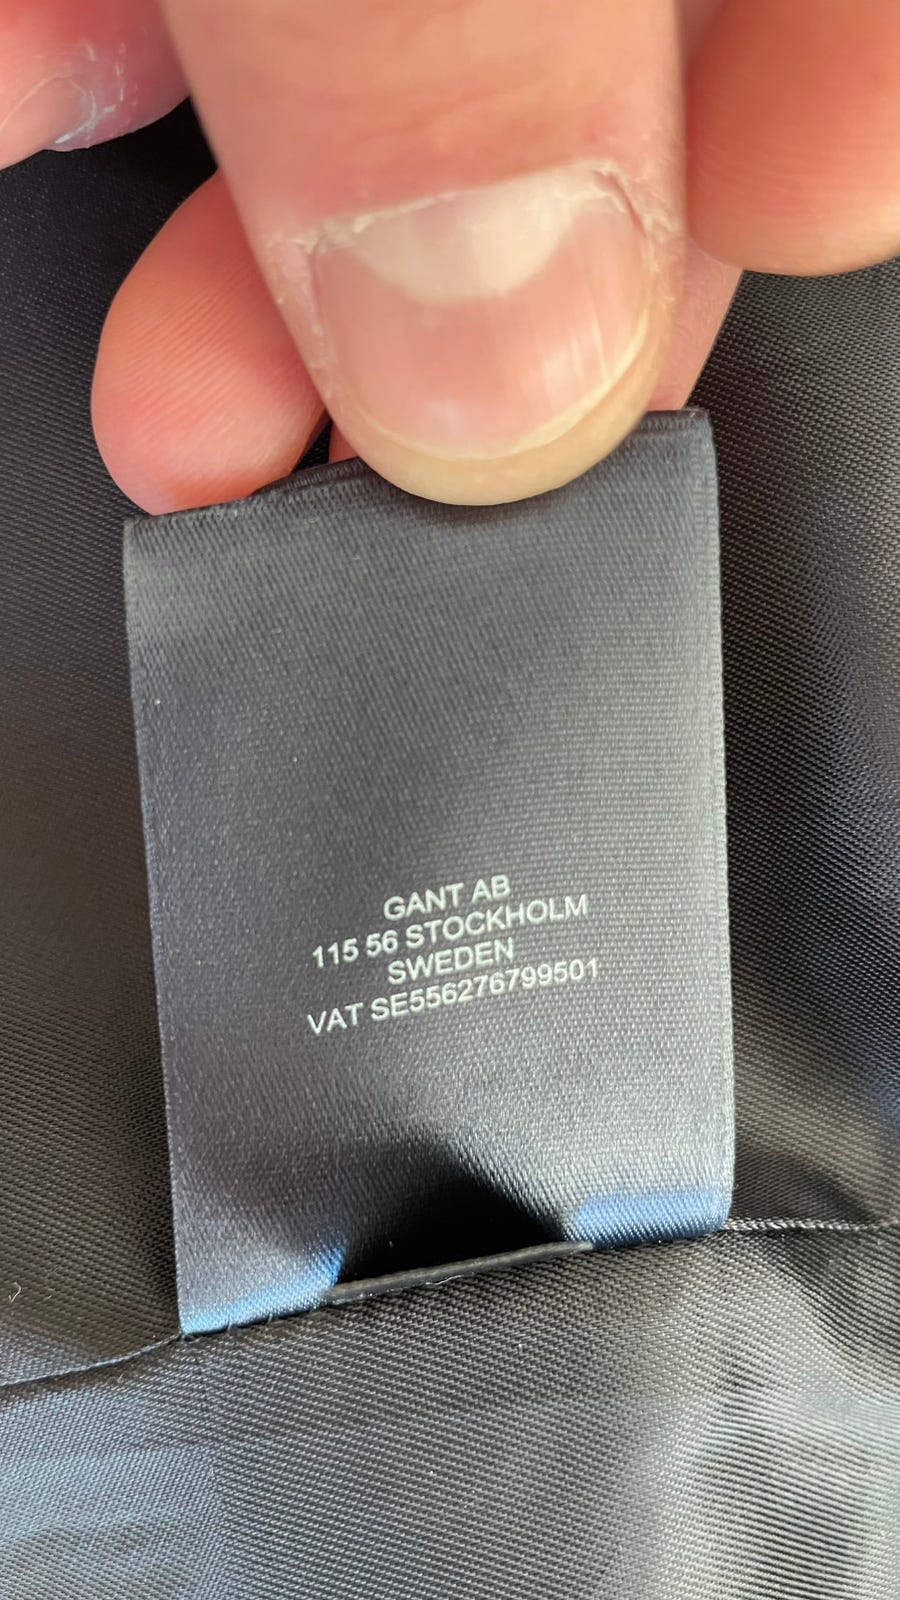 GANT AB
115 56 STOCKHOLM
SWEDEN
VAT SE556276799501